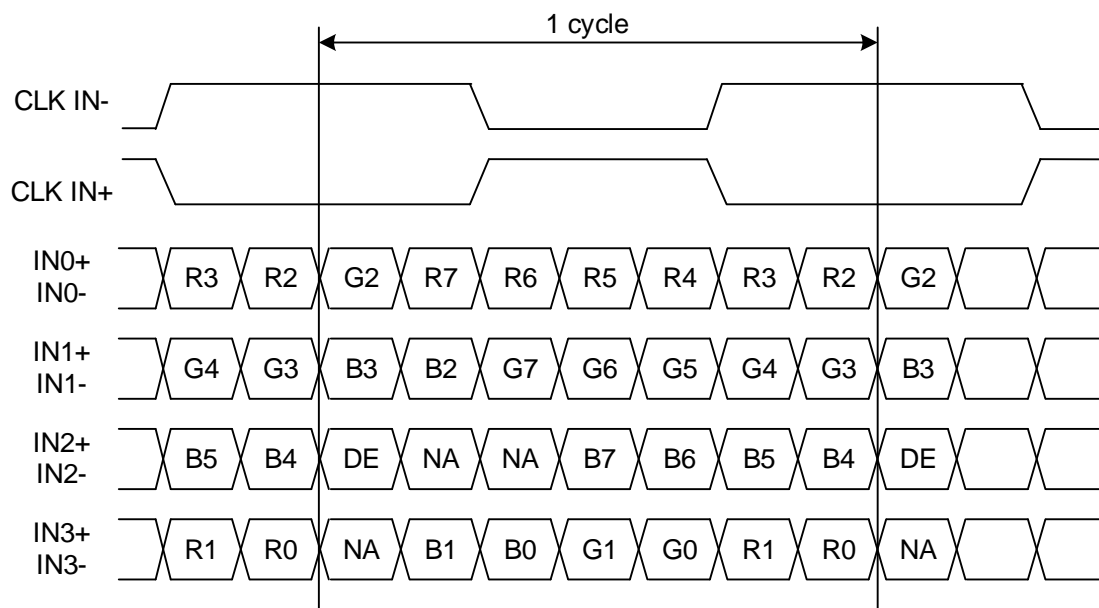 1 cycle
CLK IN-
CLK IN+
IN0+
IN0-
R3 R2 G2 R7 R6 R5 R4 R3 R2 G2
IN1+
IN1-
G4 G3 B3 B2 G7 G6 G5 G4 G3 B3
IN2+
IN2-
B5 B4 DE NA NA B7 B6 B5 B4 DE
IN3+
IN3-
R1 R0 NA B1 B0 G1 G0 R1 R0 NA